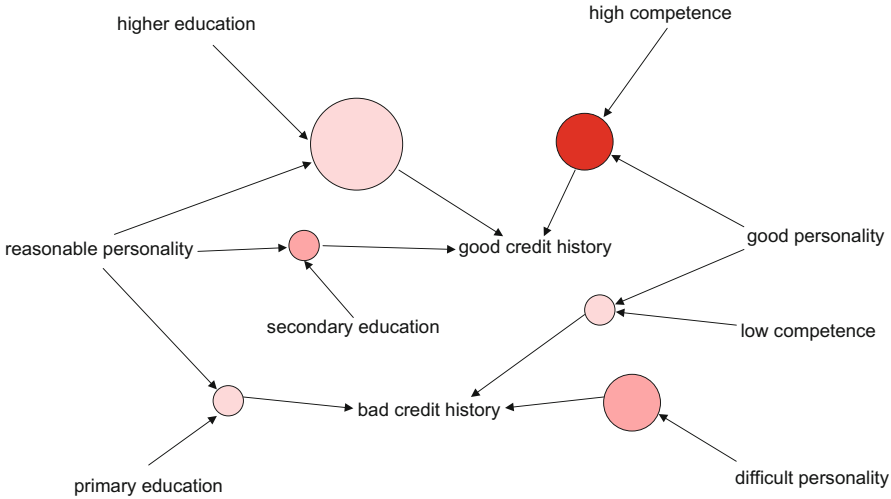 higher education
high competence
reasonable personality
good credit history
good personality
secondary education
low competence
bad credit history
primary education
difficult personality